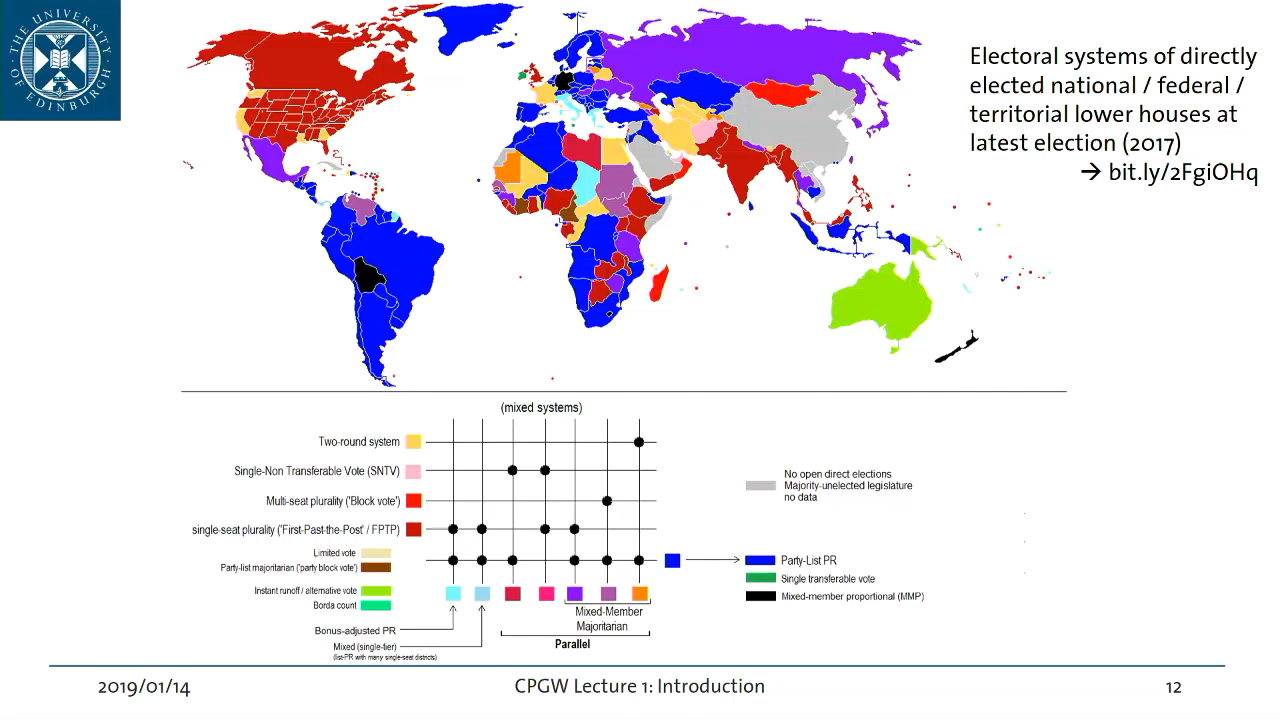 THE UNIVERSITY
OF EDINBURGH
Electoral systems of directly
elected national / federal /
territorial lower houses at
latest election (2017)
→ bit.ly/2FgiOHq
(mixed systems)
Two-round system
Single-Non Transferable Vote (SNTV)
Multi-seat plurality ('Block vote')
single-seat plurality ('First-Past-the-Post' / FPTP)
Limited vote
Party-list majoritarian ('party block vote')
Instant runoff / alternative vote
Borda count
Bonus-adjusted PR
Mixed (single-tier)
(list-PR with many single-seat districts)
Mixed-Member
Majoritarian
Parallel
No open direct elections
Majority-unelected legislature
no data
Party-List PR
Single transferable vote
Mixed-member proportional (MMP)
2019/01/14
CPGW Lecture 1: Introduction
12